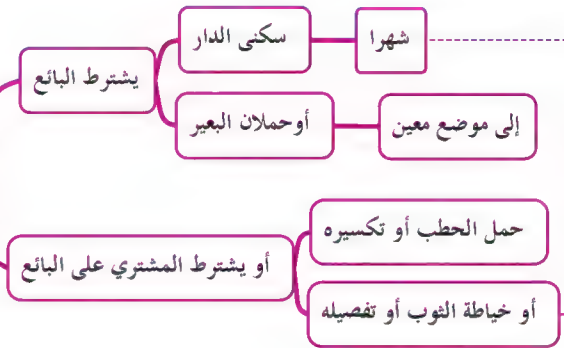 يشترط البائع
سكنى الدار
شهرا
أوحملان البعير
إلى موضع معين
أو يشترط المشتري على البائع
حمل الحطب أو تكسيره
أو خياطة الثوب أو تفصيله